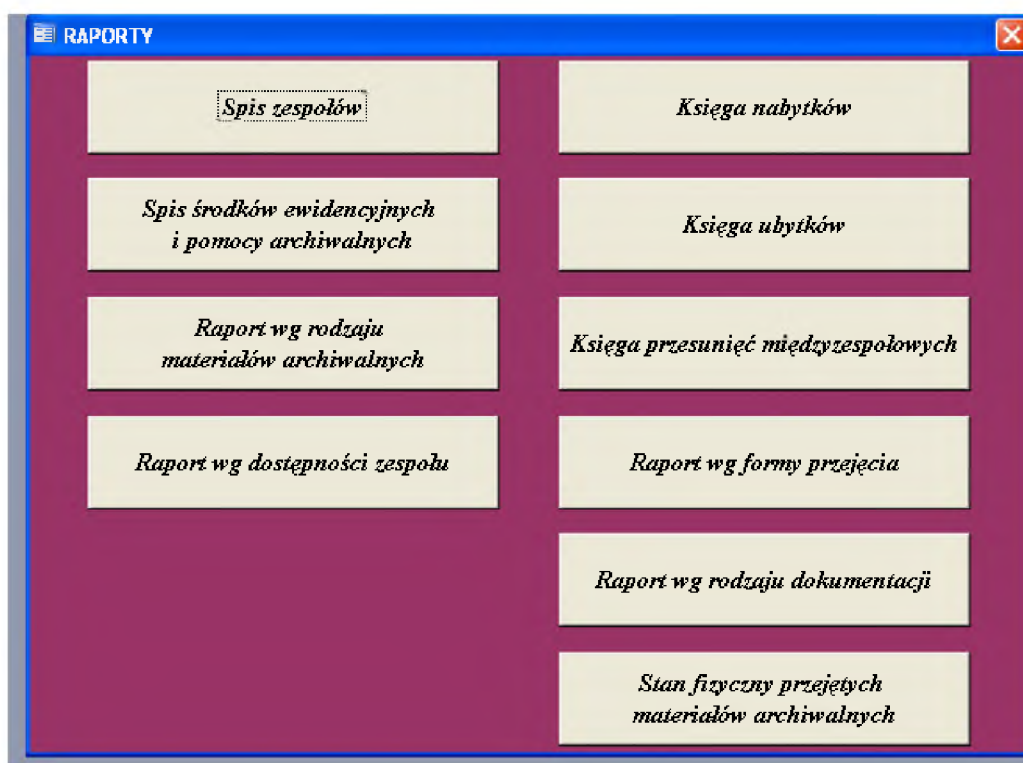 RAPORTY
Spis zespołów
Księga nabytków
Spis środków ewidencyjnych
i pomocy archiwalnych
Księga ubytków
Raport wg rodzaju
materiałów archiwalnych
Księga przesunięć międzyzespołowych
Raport wg dostępności zespołu
Raport wg formy przejęcia
Raport wg rodzaju dokumentacji
Stan fizyczny przejętych
materiałów archiwalnych